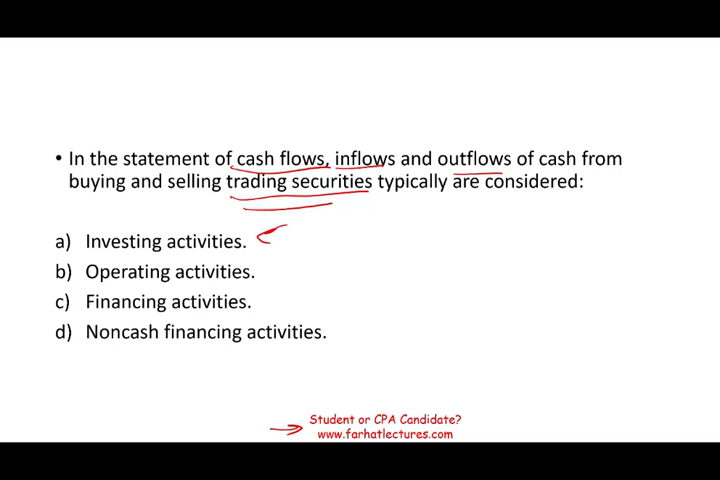 • In the statement of cash flows, inflows and outflows of cash from
buying and selling trading securities typically are considered:
a) Investing activities.
b) Operating activities.
c) Financing activities.
d) Noncash financing activities.
Student or CPA Candidate?
www.farhatlectures.com